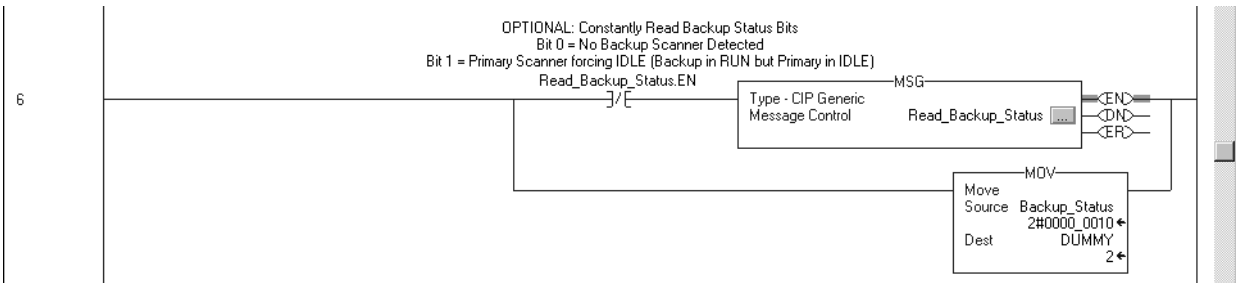 OPTIONAL: Constantly Read Backup Status Bits
Bit 0 = No Backup Scanner Detected
Bit 1 = Primary Scanner forcing IDLE (Backup in RUN but Primary in IDLE)
Read_Backup_Status.EN
6
MSG
Type - CIP Generic
Message Control Read_Backup_Status ...
EN
DN
ER
MOV
Move
Source Backup_Status
2#0000_0010
Dest DUMMY
2